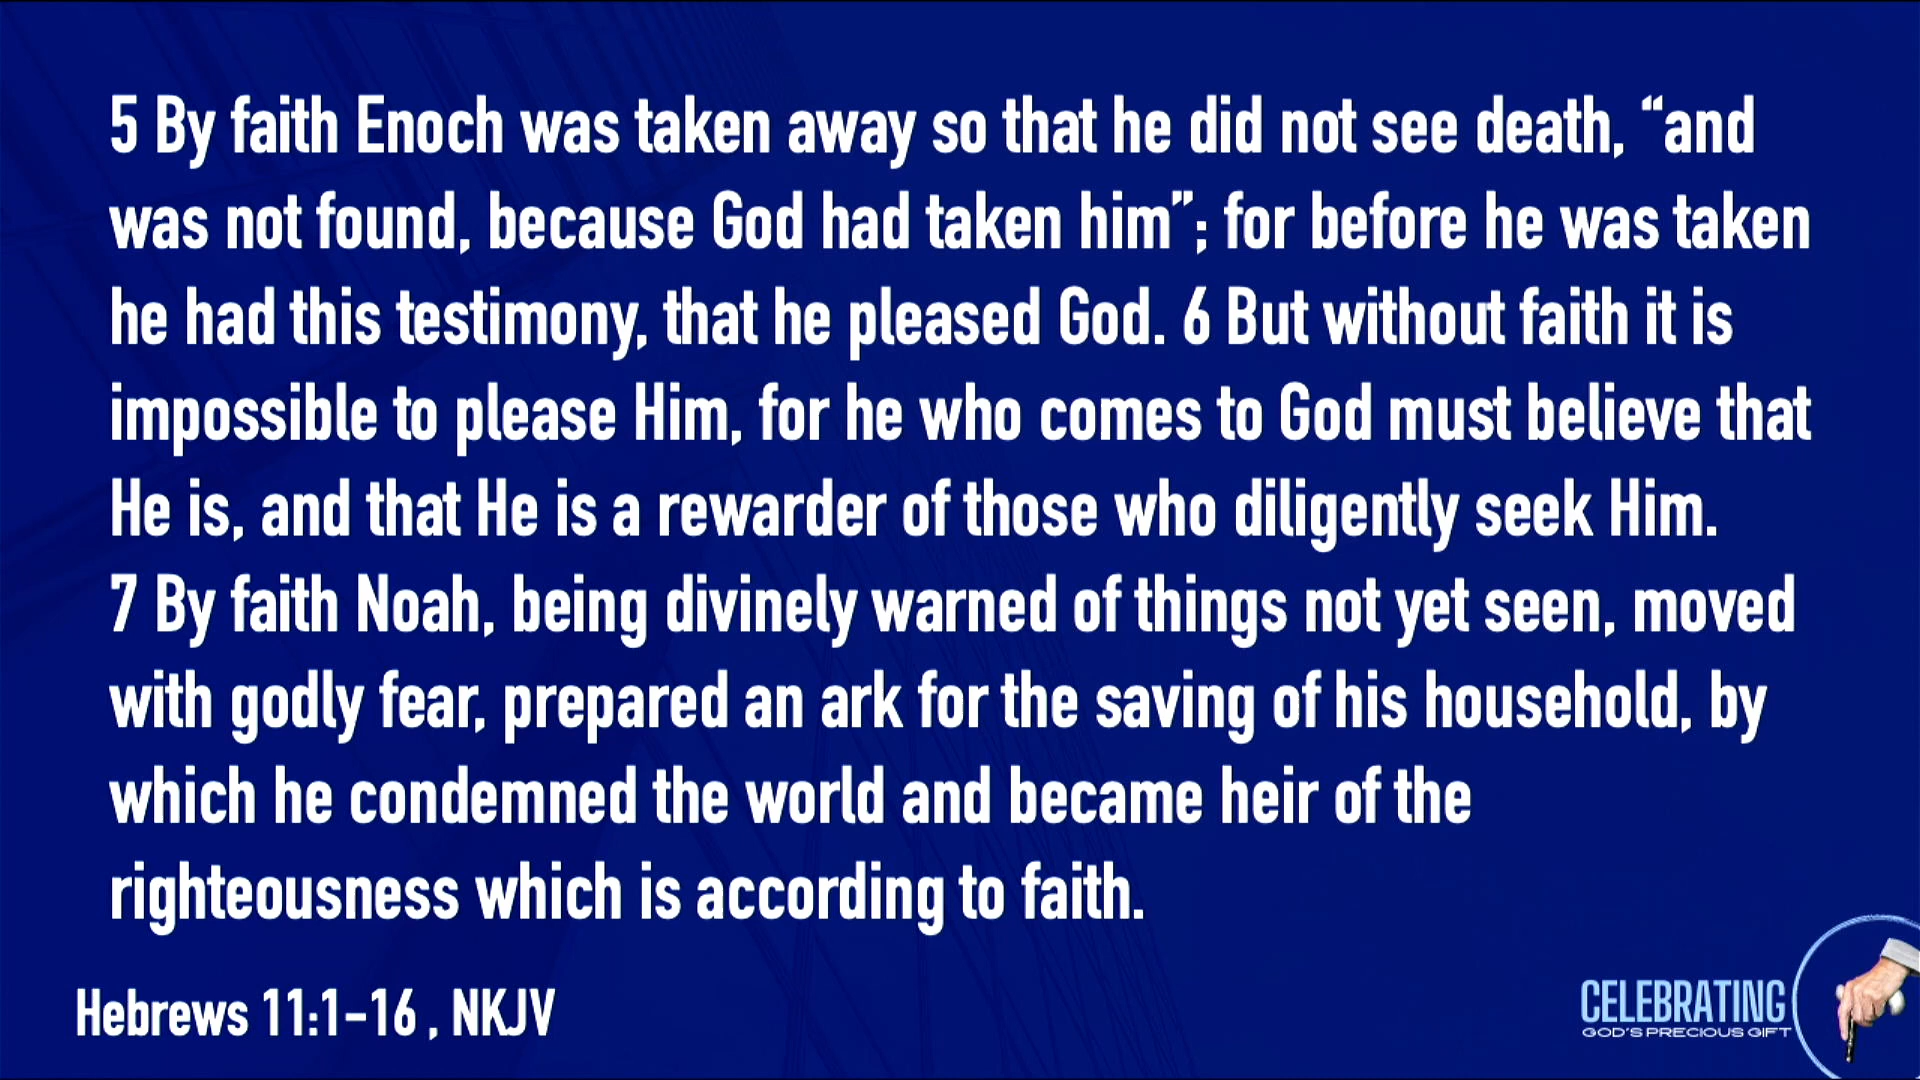 5 By faith Enoch was taken away so that he did not see death, “and
was not found, because God had taken him”; for before he was taken
he had this testimony, that he pleased God. 6 But without faith it is
impossible to please Him, for he who comes to God must believe that
He is, and that He is a rewarder of those who diligently seek Him.
7 By faith Noah, being divinely warned of things not yet seen, moved
with godly fear, prepared an ark for the saving of his household, by
which he condemned the world and became heir of the
righteousness which is according to faith.
Hebrews 11:1-16 , NKJV
CELEBRATING
GOD'S PRECIOUS GIFT